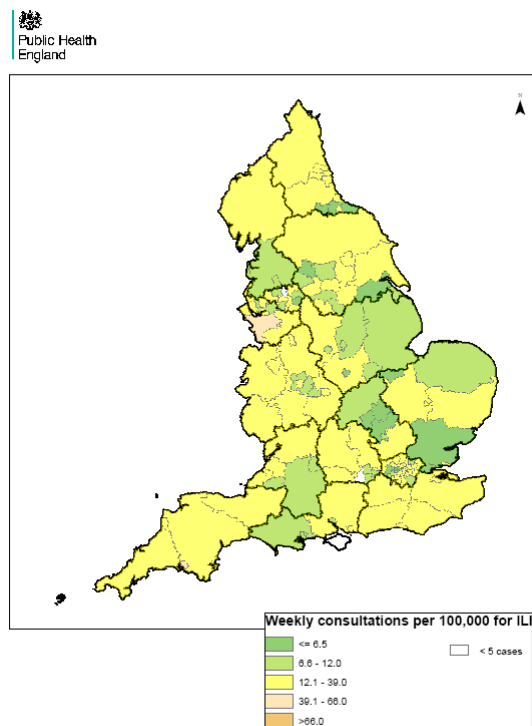 Public Health
England
N
Weekly consultations per 100,000 for ILI
<= 6.5
6.6 - 12.0
12.1 - 39.0
39.1 - 66.0
>66.0
< 5 cases